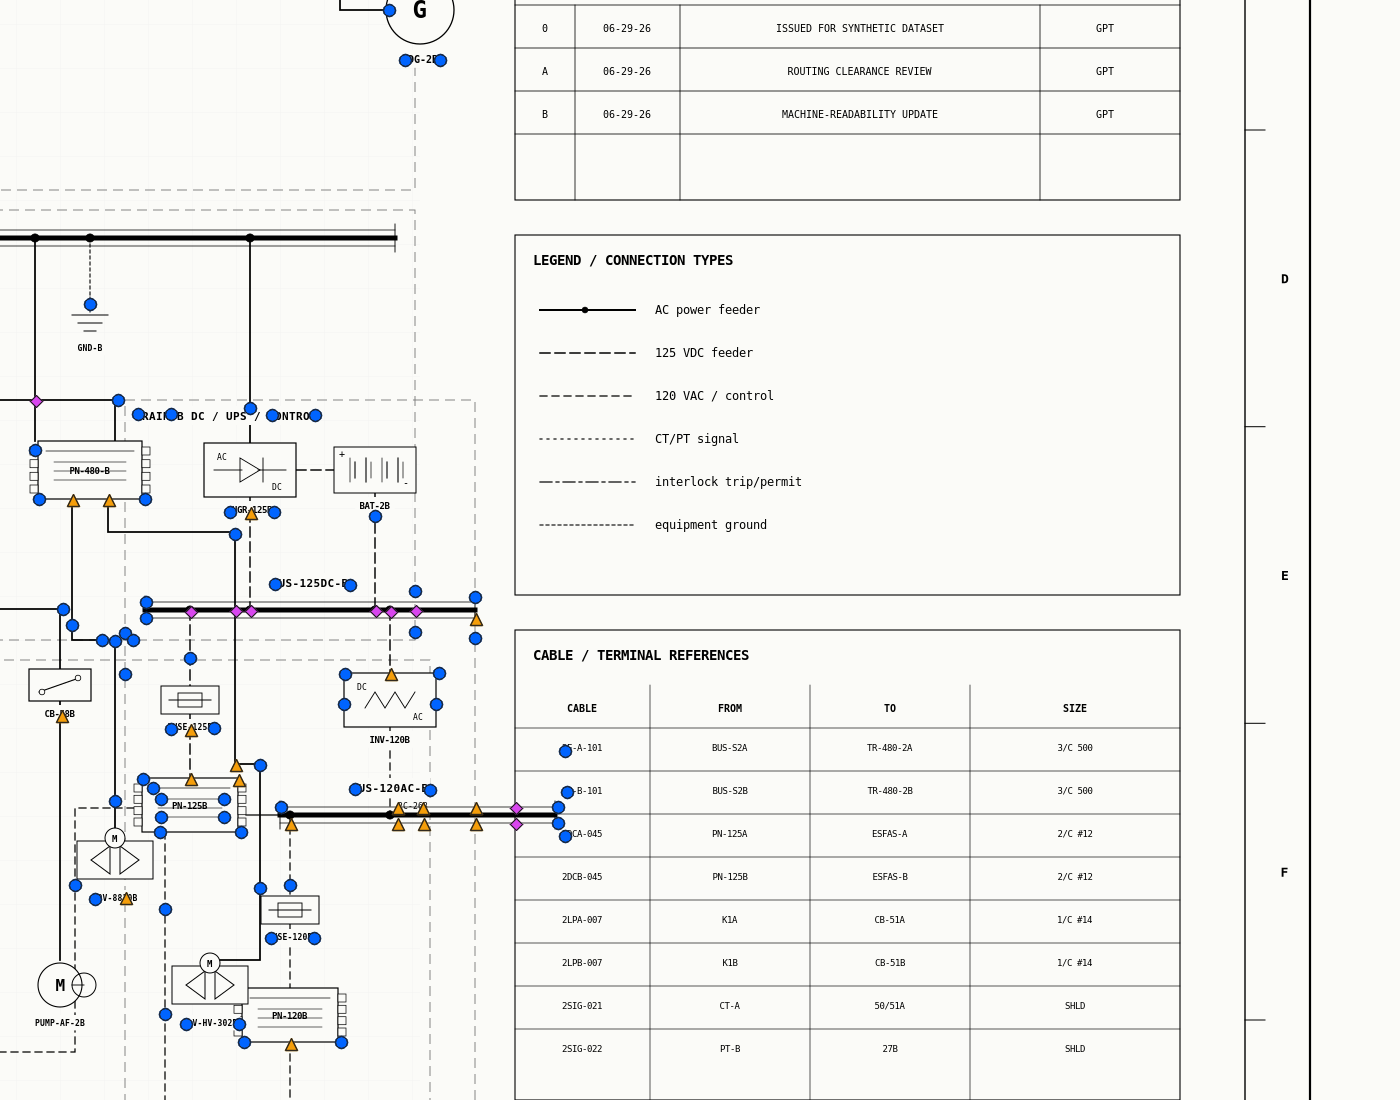 G
0 06-29-26 ISSUED FOR SYNTHETIC DATASET GPT
A 06-29-26 ROUTING CLEARANCE REVIEW GPT
B 06-29-26 MACHINE-READABILITY UPDATE GPT
LEGEND / CONNECTION TYPES
AC power feeder
125 VDC feeder
120 VAC / control
CT/PT signal
interlock trip/permit
equipment ground
D
E
F
GND-B
B DC / UPS /
PN-480-B
AC
DC
+
-
BAT-2B
DC
AC
INV-120B
PN-125B
M
M
PUMP-AF-2B
M
PN-120B
CABLE / TERMINAL REFERENCES
CABLE FROM TO SIZE
BUS-S2A TR-480-2A 3/C 500
BUS-S2B TR-480-2B 3/C 500
PN-125A ESFAS-A 2/C #12
2DCB-045 PN-125B ESFAS-B 2/C #12
2LPA-007 K1A CB-51A 1/C #14
2LPB-007 K1B CB-51B 1/C #14
2SIG-021 CT-A 50/51A SHLD
2SIG-022 PT-B 27B SHLD